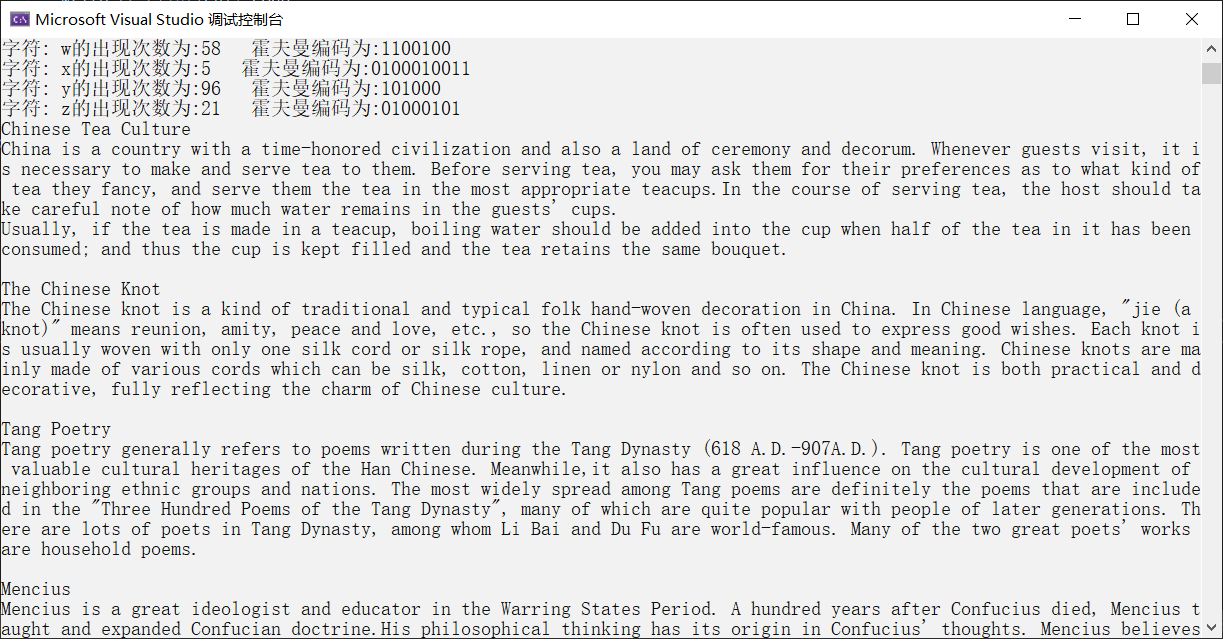 Microsoft Visual Studio 调试控制台
字符: w的出现次数为:58   霍夫曼编码为:1100100
字符: x的出现次数为:5   霍夫曼编码为:0100010011
字符: y的出现次数为:96   霍夫曼编码为:101000
字符: z的出现次数为:21   霍夫曼编码为:01000101
Chinese Tea Culture
China is a country with a time-honored civilization and also a land of ceremony and decorum. Whenever guests visit, it i
s necessary to make and serve tea to them. Before serving tea, you may ask them for their preferences as to what kind of
 tea they fancy, and serve them the tea in the most appropriate teacups.In the course of serving tea, the host should ta
ke careful note of how much water remains in the guests’ cups.
Usually, if the tea is made in a teacup, boiling water should be added into the cup when half of the tea in it has been
consumed; and thus the cup is kept filled and the tea retains the same bouquet.

The Chinese Knot
The Chinese knot is a kind of traditional and typical folk hand-woven decoration in China. In Chinese language, "jie (a
knot)" means reunion, amity, peace and love, etc., so the Chinese knot is often used to express good wishes. Each knot i
s usually woven with only one silk cord or silk rope, and named according to its shape and meaning. Chinese knots are ma
inly made of various cords which can be silk, cotton, linen or nylon and so on. The Chinese knot is both practical and d
ecorative, fully reflecting the charm of Chinese culture.

Tang Poetry
Tang poetry generally refers to poems written during the Tang Dynasty (618 A.D.-907A.D.). Tang poetry is one of the most
 valuable cultural heritages of the Han Chinese. Meanwhile,it also has a great influence on the cultural development of
neighboring ethnic groups and nations. The most widely spread among Tang poems are definitely the poems that are include
d in the "Three Hundred Poems of the Tang Dynasty", many of which are quite popular with people of later generations. Th
ere are lots of poets in Tang Dynasty, among whom Li Bai and Du Fu are world-famous. Many of the two great poets’ works
are household poems.

Mencius
Mencius is a great ideologist and educator in the Warring States Period. A hundred years after Confucius died, Mencius t
aught and expanded Confucian doctrine.His philosophical thinking has its origin in Confucius’ thoughts. Mencius believes